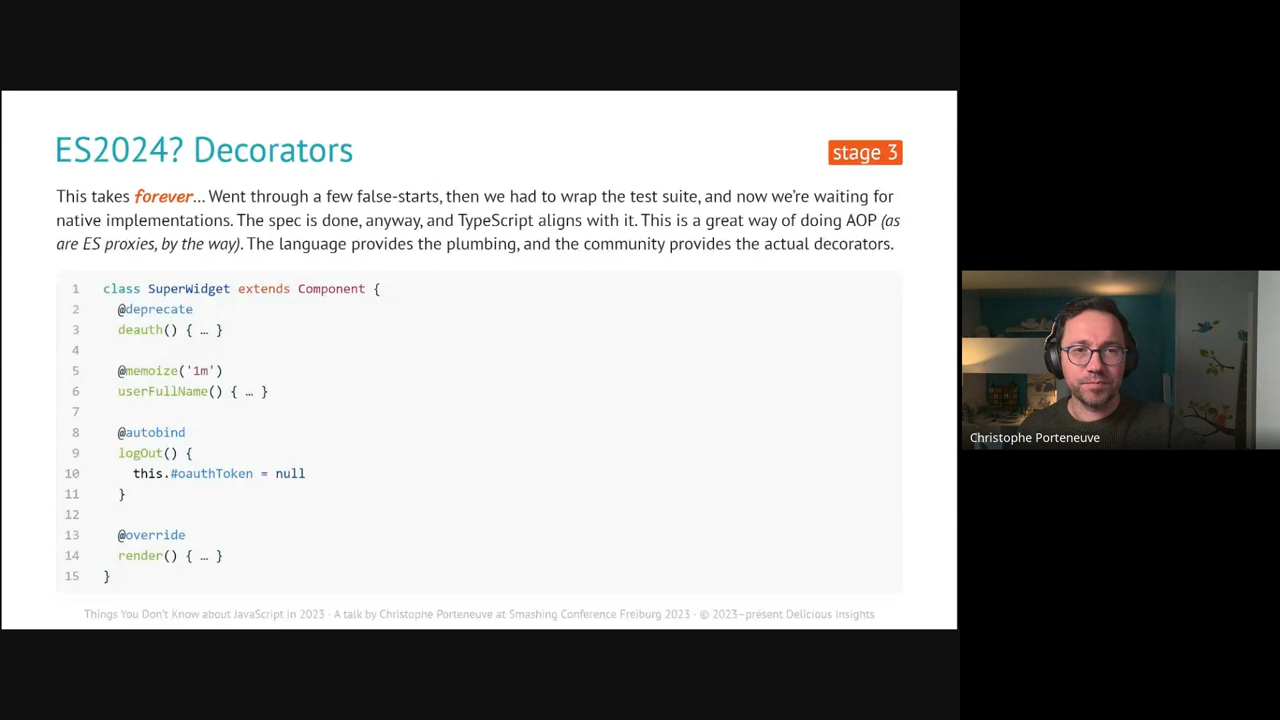 ES2024? Decorators
stage 3
This takes forever… Went through a few false-starts, then we had to wrap the test suite, and now we're waiting for
native implementations. The spec is done, anyway, and TypeScript aligns with it. This is a great way of doing AOP (as
are ES proxies, by the way). The language provides the plumbing, and the community provides the actual decorators.
1 class SuperWidget extends Component {
2 @deprecate
3 deauth() { … }
4
5 @memoize('1m')
6 userFullName() { … }
7
8 @autobind
9 logOut() {
10 this.#oauthToken = null
11 }
12
13 @override
14 render() { … }
15 }
Things You Don't Know about JavaScript in 2023 · A talk by Christophe Porteneuve at Smashing Conference Freiburg 2023 · © 2023–présent Delicious Insights
Christophe Porteneuve